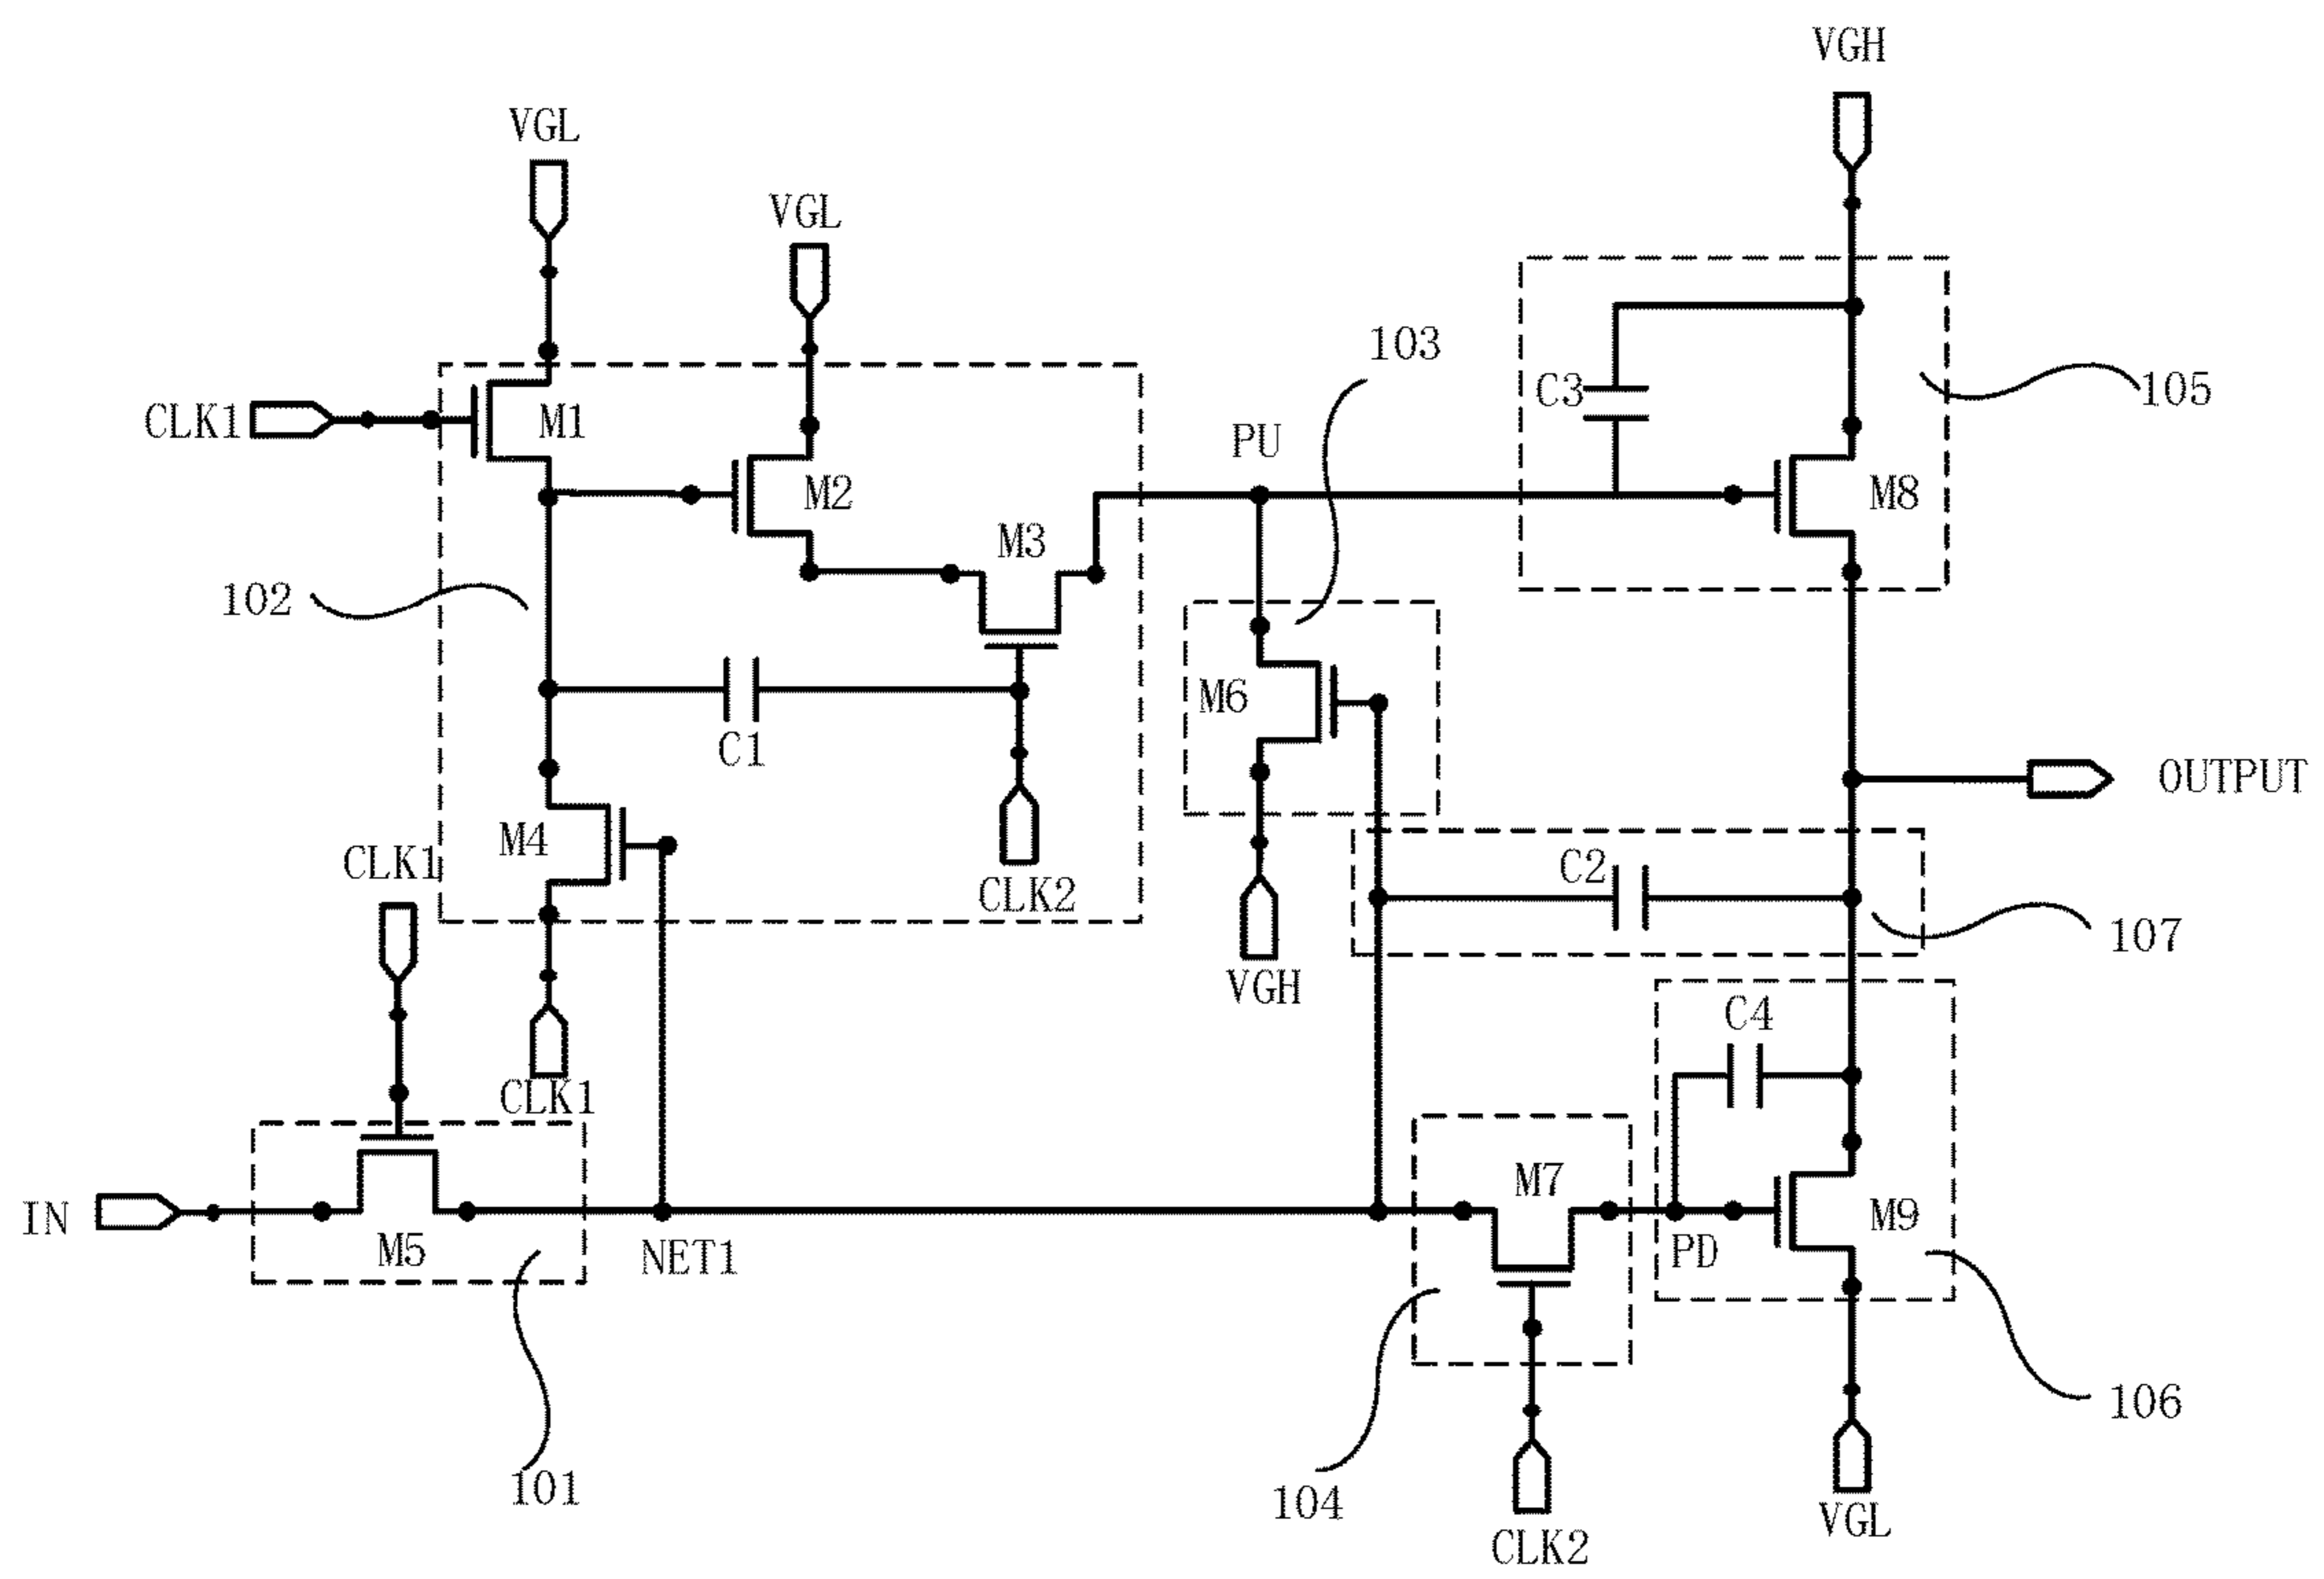 VGH
VGL
VGL
103
C3
105
CLK1
M1
PU
M2
M8
M3
102
M6
C1
OUTPUT
M4
CLK1
C2
CLK2
107
VGH
C4
CLK1
M7
IN
M5
NET1
PD
M9
106
101
104
CLK2
VGL